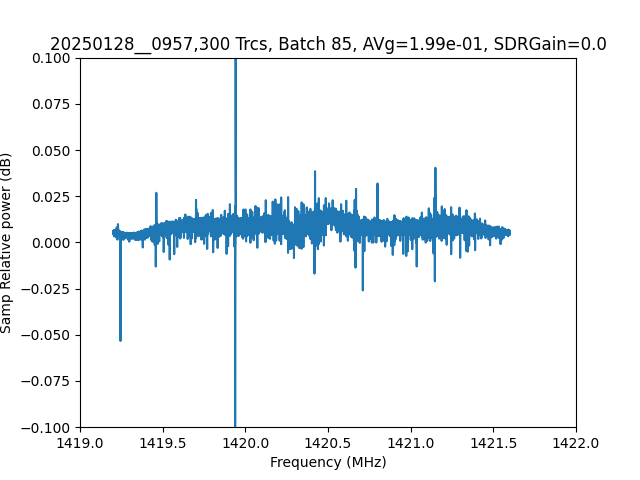 20250128__0957,300 Trcs, Batch 85, AVg=1.99e-01, SDRGain=0.0
0.100
0.075
0.050
0.025
0.000
−0.025
−0.050
−0.075
−0.100
Samp Relative power (dB)
1419.0 1419.5 1420.0 1420.5 1421.0 1421.5 1422.0
Frequency (MHz)